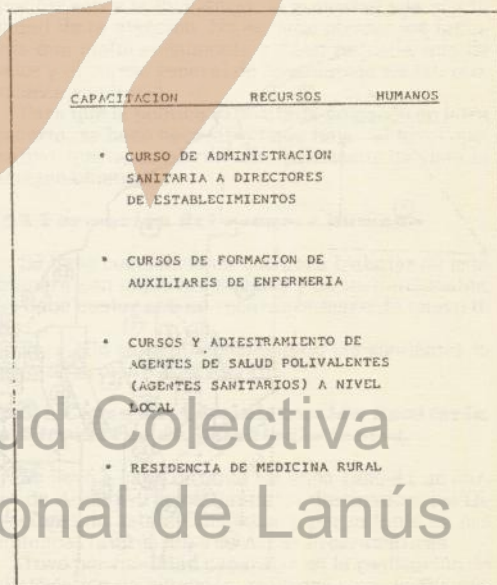 CAPACITACION RECURSOS HUMANOS
* CURSO DE ADMINISTRACION
SANITARIA A DIRECTORES
DE ESTABLECIMIENTOS
* CURSOS DE FORMACION DE
AUXILIARES DE ENFERMERIA
* CURSOS Y ADIESTRAMIENTO DE
AGENTES DE SALUD POLIVALENTES
(AGENTES SANITARIOS) A NIVEL
LOCAL
ud Colectiva
* RESIDENCIA DE MEDICINA RURAL
onal de Lanús